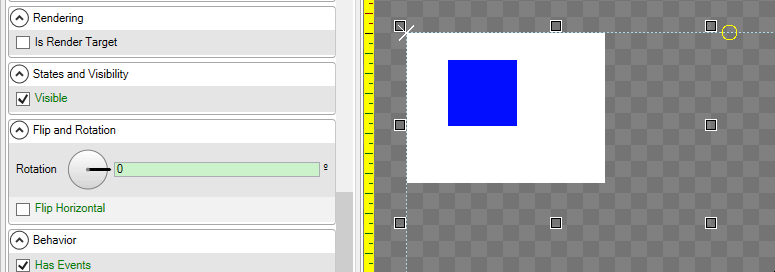 Rendering
Is Render Target
States and Visibility
Visible
Flip and Rotation
Rotation 0 º
Flip Horizontal
Behavior
Has Events